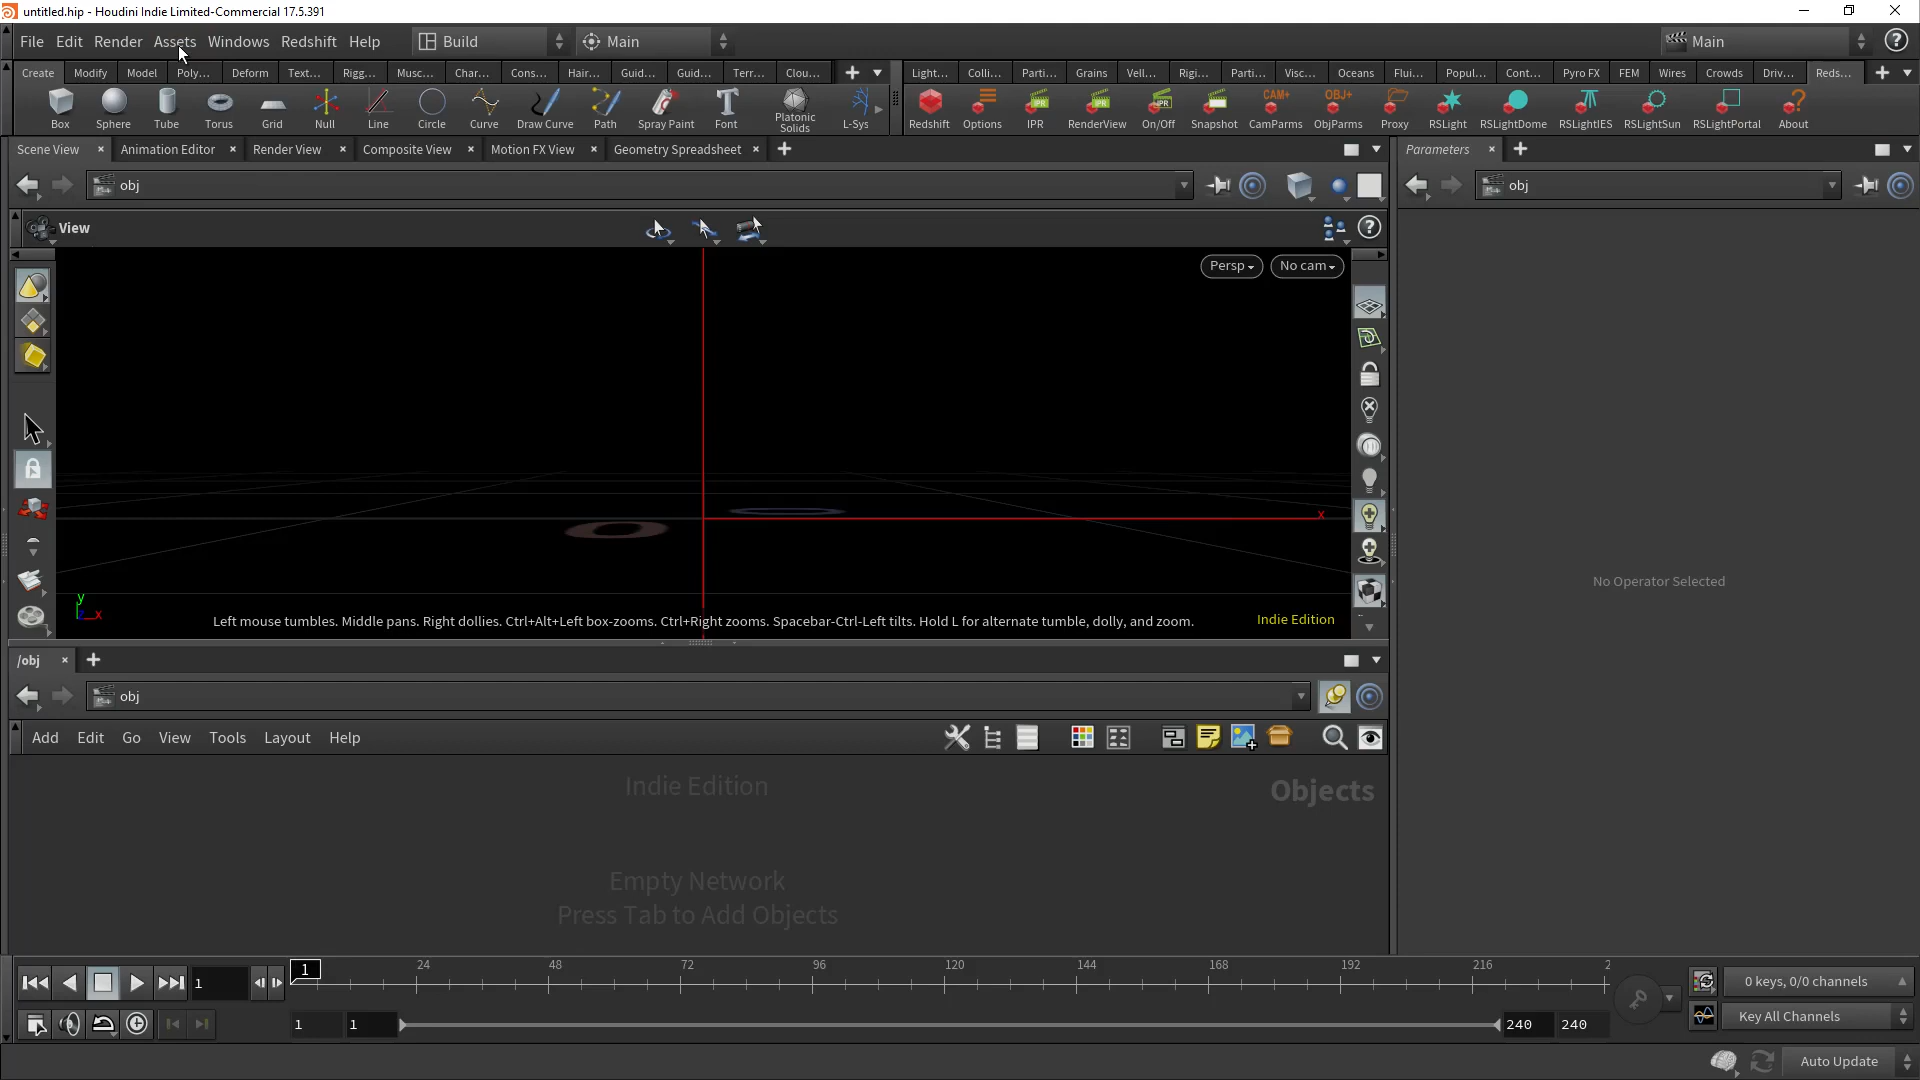 untitled.hip - Houdini Indie Limited-Commercial 17.5.391
File Edit Render Assets Windows Redshift Help Build Main Main
Create Modify Model Poly... Deform Text... Rigg... Musc... Char... Cons... Hair... Guid... Guid... Terr... Clou... Light... Colli... Parti... Grains Vell... Rigi... Parti... Visc... Oceans Flui... Popul... Cont... Pyro FX FEM Wires Crowds Driv... Reds...
Box Sphere Tube Torus Grid Null Line Circle Curve Draw Curve Path Spray Paint Font Platonic Solids L-Sys Redshift Options IPR RenderView On/Off Snapshot CamParms ObjParms Proxy RSLight RSLightDome RSLightIES RSLightSun RSLightPortal About
Scene View Animation Editor Render View Composite View Motion FX View Geometry Spreadsheet Parameters
obj obj
View
Persp No cam
x
No Operator Selected
y
x
Left mouse tumbles. Middle pans. Right dollies. Ctrl+Alt+Left box-zooms. Ctrl+Right zooms. Spacebar-Ctrl-Left tilts. Hold L for alternate tumble, dolly, and zoom. Indie Edition
/obj
obj
Add Edit Go View Tools Layout Help
Indie Edition Objects
Empty Network
Press Tab to Add Objects
1 24 48 72 96 120 144 168 192 216 2
1 0 keys, 0/0 channels
1 1 240 240 Key All Channels
Auto Update